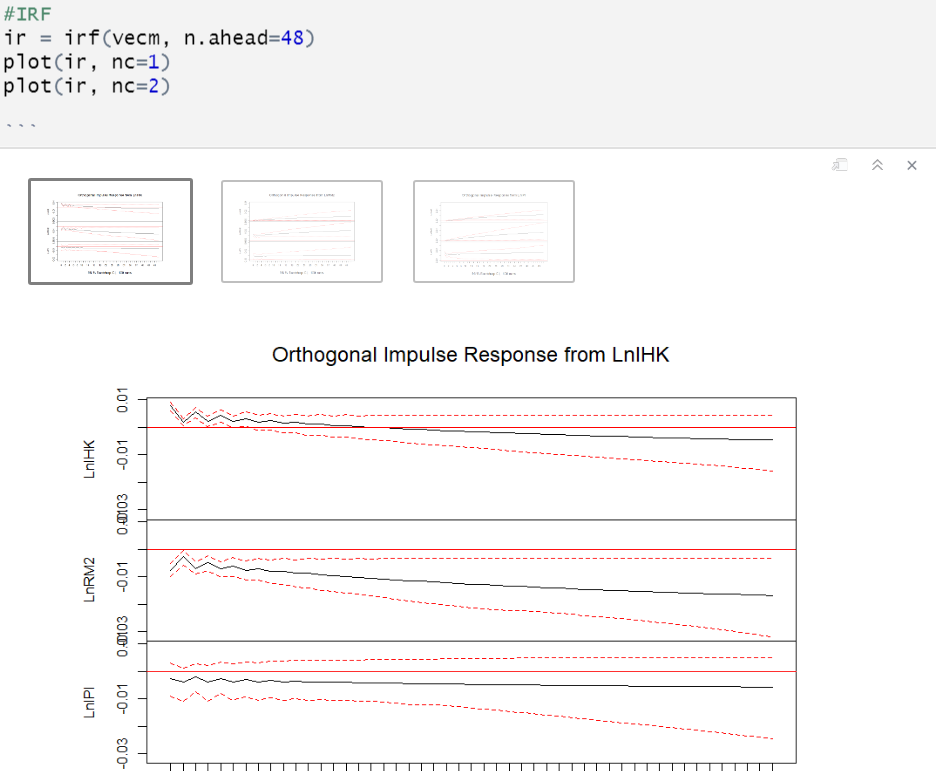 #IRF
ir = irf(vecm, n.ahead=48)
plot(ir, nc=1)
plot(ir, nc=2)
```
Orthogonal Impulse Response from LnIHK
LnIHK
0.01
-0.01
LnRM2
-0.01
LnIPI
-0.01
-0.03